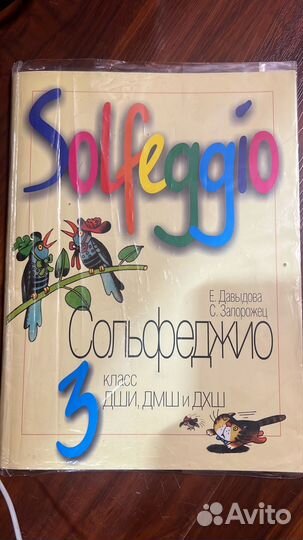 Solfeggio
Е. Давыдова
С. Запорожец
Сольфеджио
3 класс
ДШИ, ДМШ и ДХШ
Avito